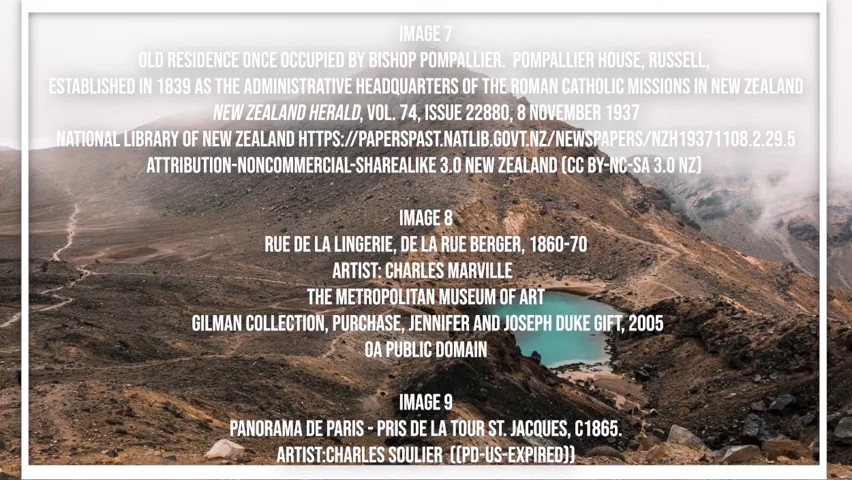 IMAGE 7
OLD RESIDENCE ONCE OCCUPIED BY BISHOP POMPALLIER. POMPALLIER HOUSE, RUSSELL,
ESTABLISHED IN 1839 AS THE ADMINISTRATIVE HEADQUARTERS OF THE ROMAN CATHOLIC MISSIONS IN NEW ZEALAND
NEW ZEALAND HERALD, VOL. 74, ISSUE 22880, 8 NOVEMBER 1937
NATIONAL LIBRARY OF NEW ZEALAND HTTPS://PAPERSPAST.NATLIB.GOVT.NZ/NEWSPAPERS/NZH19371108.2.29.5
ATTRIBUTION-NONCOMMERCIAL-SHAREALIKE 3.0 NEW ZEALAND (CC BY-NC-SA 3.0 NZ)
IMAGE 8
RUE DE LA LINGERIE, DE LA RUE BERGER, 1860-70
ARTIST: CHARLES MARVILLE
THE METROPOLITAN MUSEUM OF ART
GILMAN COLLECTION, PURCHASE, JENNIFER AND JOSEPH DUKE GIFT, 2005
OA PUBLIC DOMAIN
IMAGE 9
PANORAMA DE PARIS - PRIS DE LA TOUR ST. JACQUES, C1865.
ARTIST:CHARLES SOULIER ((PD-US-EXPIRED))